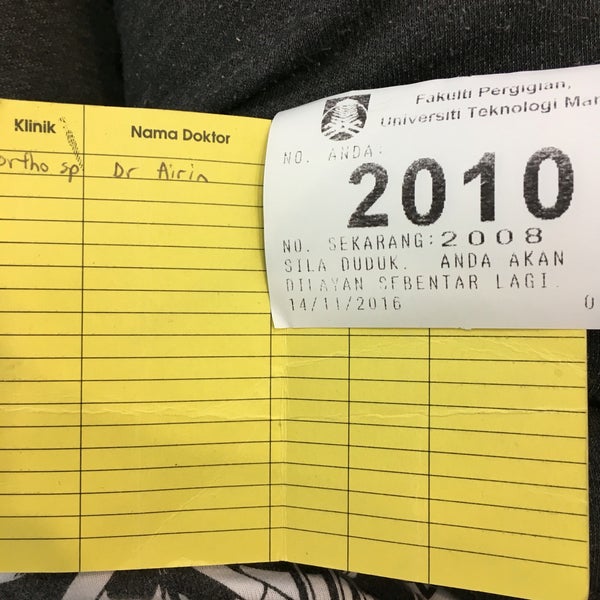 Klinik
Nama Doktor
Ortho sp
Dr Airin
Fakulti Pergigian,
Universiti Teknologi Mar
NO. ANDA:
2010
NO. SEKARANG:2008
SILA DUDUK. ANDA AKAN
DILAYAN SEBENTAR LAGI.
14/11/2016
0